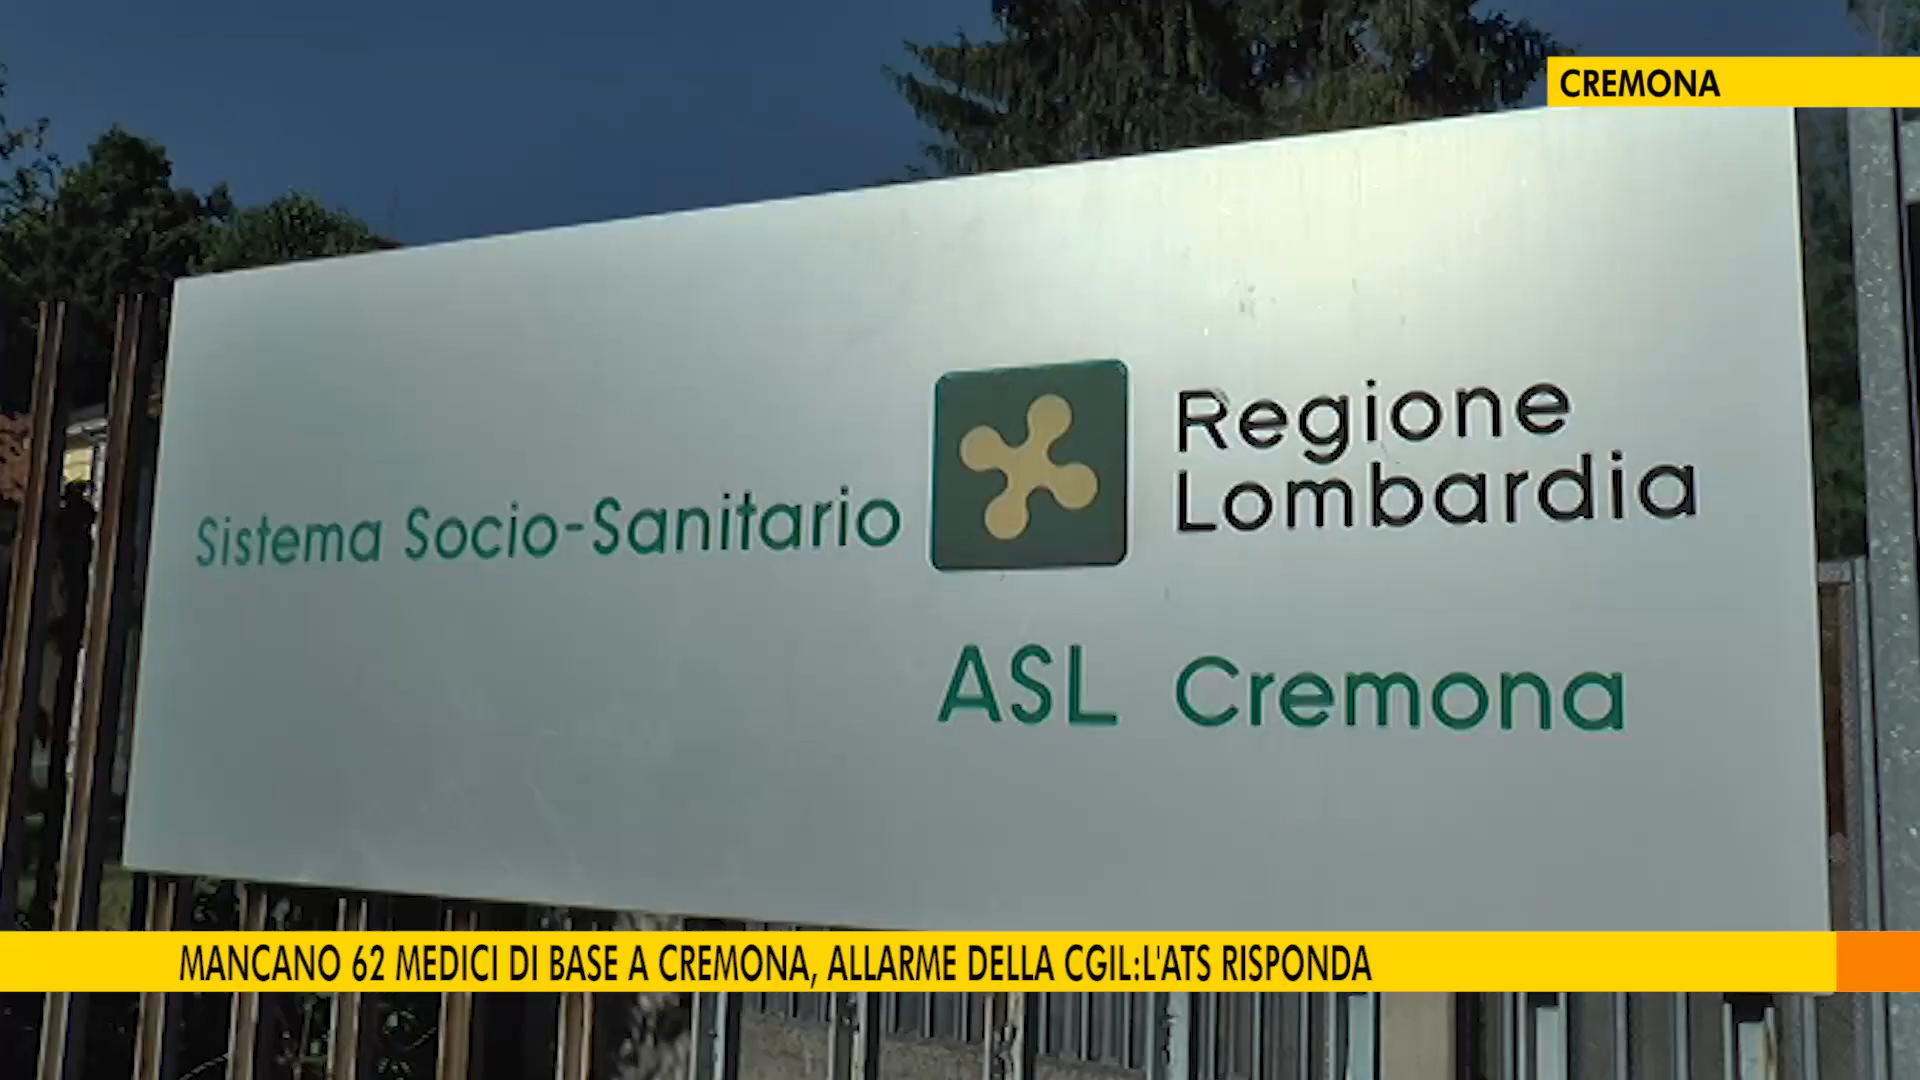 CREMONA
Sistema Socio-Sanitario
Regione
Lombardia
ASL Cremona
MANCANO 62 MEDICI DI BASE A CREMONA, ALLARME DELLA CGIL:L'ATS RISPONDA